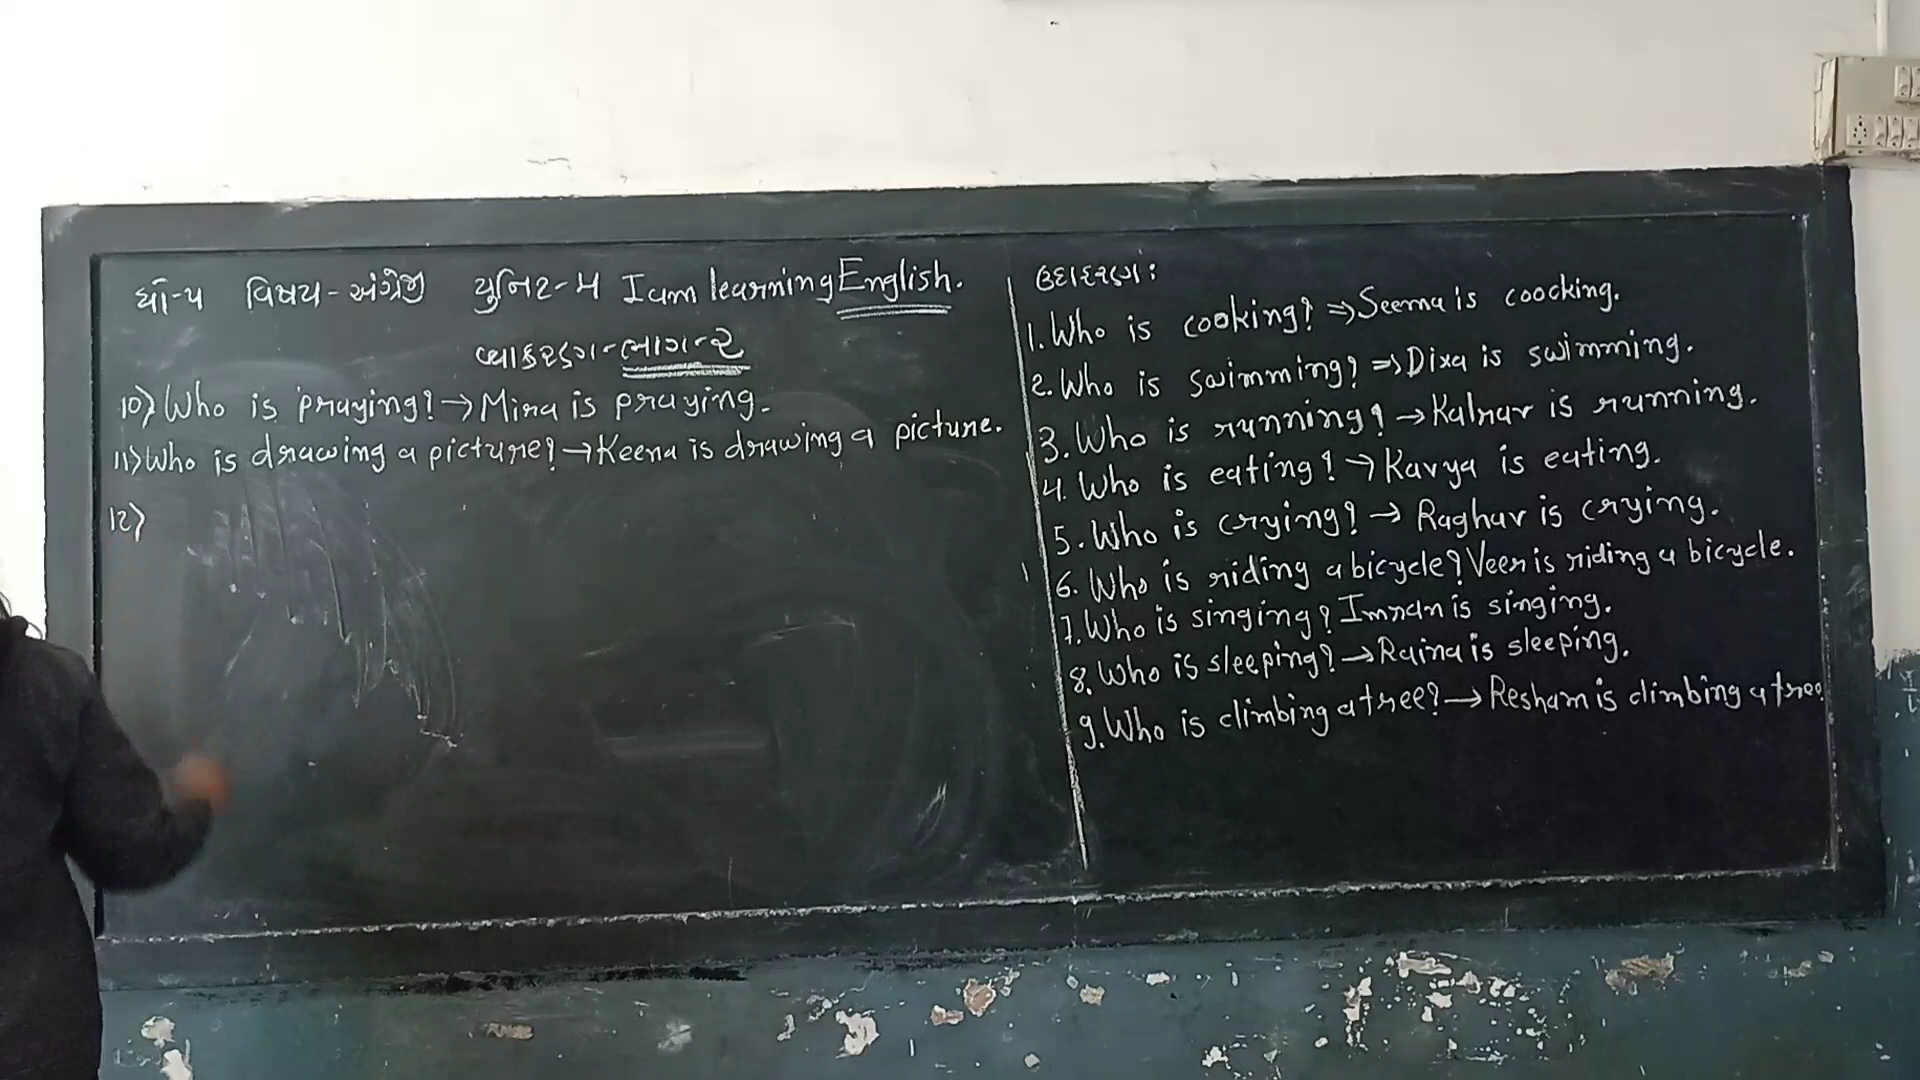 ધો-૫ વિષય-અંગ્રેજી યુનિટ-૫ I am learning English.
વ્યાકરણ-ભાગ-૨
10) Who is praying? → Mira is praying.
11) Who is drawing a picture? → Keena is drawing a picture.
12)
ઉદાહરણ:
1. Who is cooking? ⇒ Seema is coocking.
2. Who is swimming? ⇒ Dixa is swimming.
3. Who is running? → Kalrav is running.
4. Who is eating? → Kavya is eating.
5. Who is crying? → Raghav is crying.
6. Who is riding a bicycle? Veer is riding a bicycle.
7. Who is singing? Imran is singing.
8. Who is sleeping? → Raina is sleeping.
9. Who is climbing a tree? → Resham is climbing a tree.